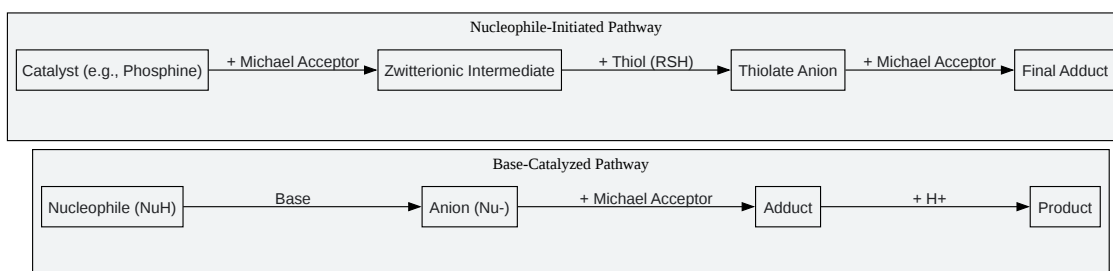 Nucleophile-Initiated Pathway
Catalyst (e.g., Phosphine)
+ Michael Acceptor
Zwitterionic Intermediate
+ Thiol (RSH)
Thiolate Anion
+ Michael Acceptor
Final Adduct
Base-Catalyzed Pathway
Nucleophile (NuH)
Base
Anion (Nu-)
+ Michael Acceptor
Adduct
+ H+
Product